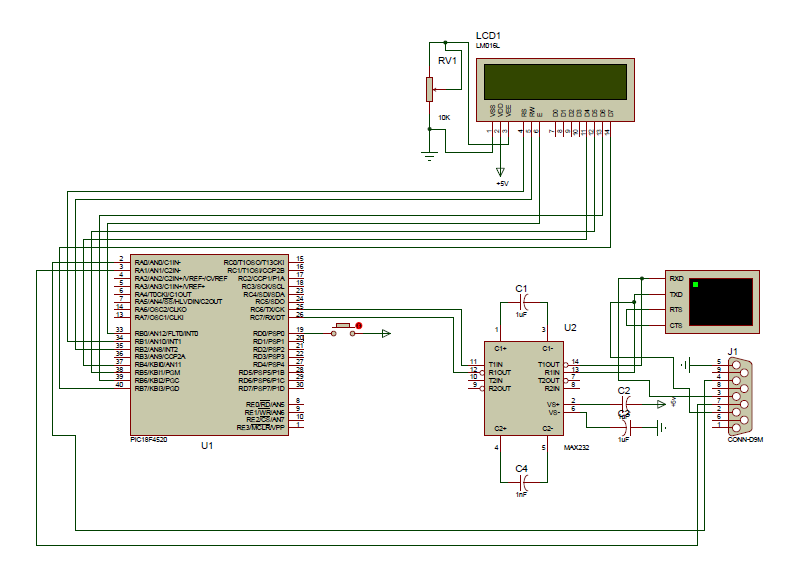 LCD1
LM016L
RV1
10K
VSS VDD VEE RS RW E D0 D1 D2 D3 D4 D5 D6 D7
1 2 3 4 5 6 7 8 9 10 11 12 13 14
+5V
2 RA0/AN0/C1IN- RC0/T1OSO/T13CKI 15
3 RA1/AN1/C2IN- RC1/T1OSI/CCP2B 16
4 RA2/AN2/C2IN+/VREF-/CVREF RC2/CCP1/P1A 17
5 RA3/AN3/C1IN+/VREF+ RC3/SCK/SCL 18
6 RA4/T0CKI/C1OUT RC4/SDI/SDA 23
7 RA5/AN4/SS/HLVDIN/C2OUT RC5/SDO 24
14 RA6/OSC2/CLKO RC6/TX/CK 25
13 RA7/OSC1/CLKI RC7/RX/DT 26
33 RB0/AN12/FLT0/INT0 RD0/PSP0 19
34 RB1/AN10/INT1 RD1/PSP1 20
35 RB2/AN8/INT2 RD2/PSP2 21
36 RB3/AN9/CCP2A RD3/PSP3 22
37 RB4/KBI0/AN11 RD4/PSP4 27
38 RB5/KBI1/PGM RD5/PSP5/P1B 28
39 RB6/KBI2/PGC RD6/PSP6/P1C 29
40 RB7/KBI3/PGD RD7/PSP7/P1D 30
RE0/RD/AN5 8
RE1/WR/AN6 9
RE2/CS/AN7 10
RE3/MCLR/VPP 1
PIC18F4520
U1
C1
1uF
1 3
U2
C1+ C1-
11 T1IN T1OUT 14
12 R1OUT R1IN 13
10 T2IN T2OUT 7
9 R2OUT R2IN 8
VS+ 2
VS- 6
C2+ C2-
4 5
MAX232
C2
1uF
C3
1uF
+5V
C4
1nF
RXD
TXD
RTS
CTS
J1
5
9
4
8
3
7
2
6
1
CONN-D9M